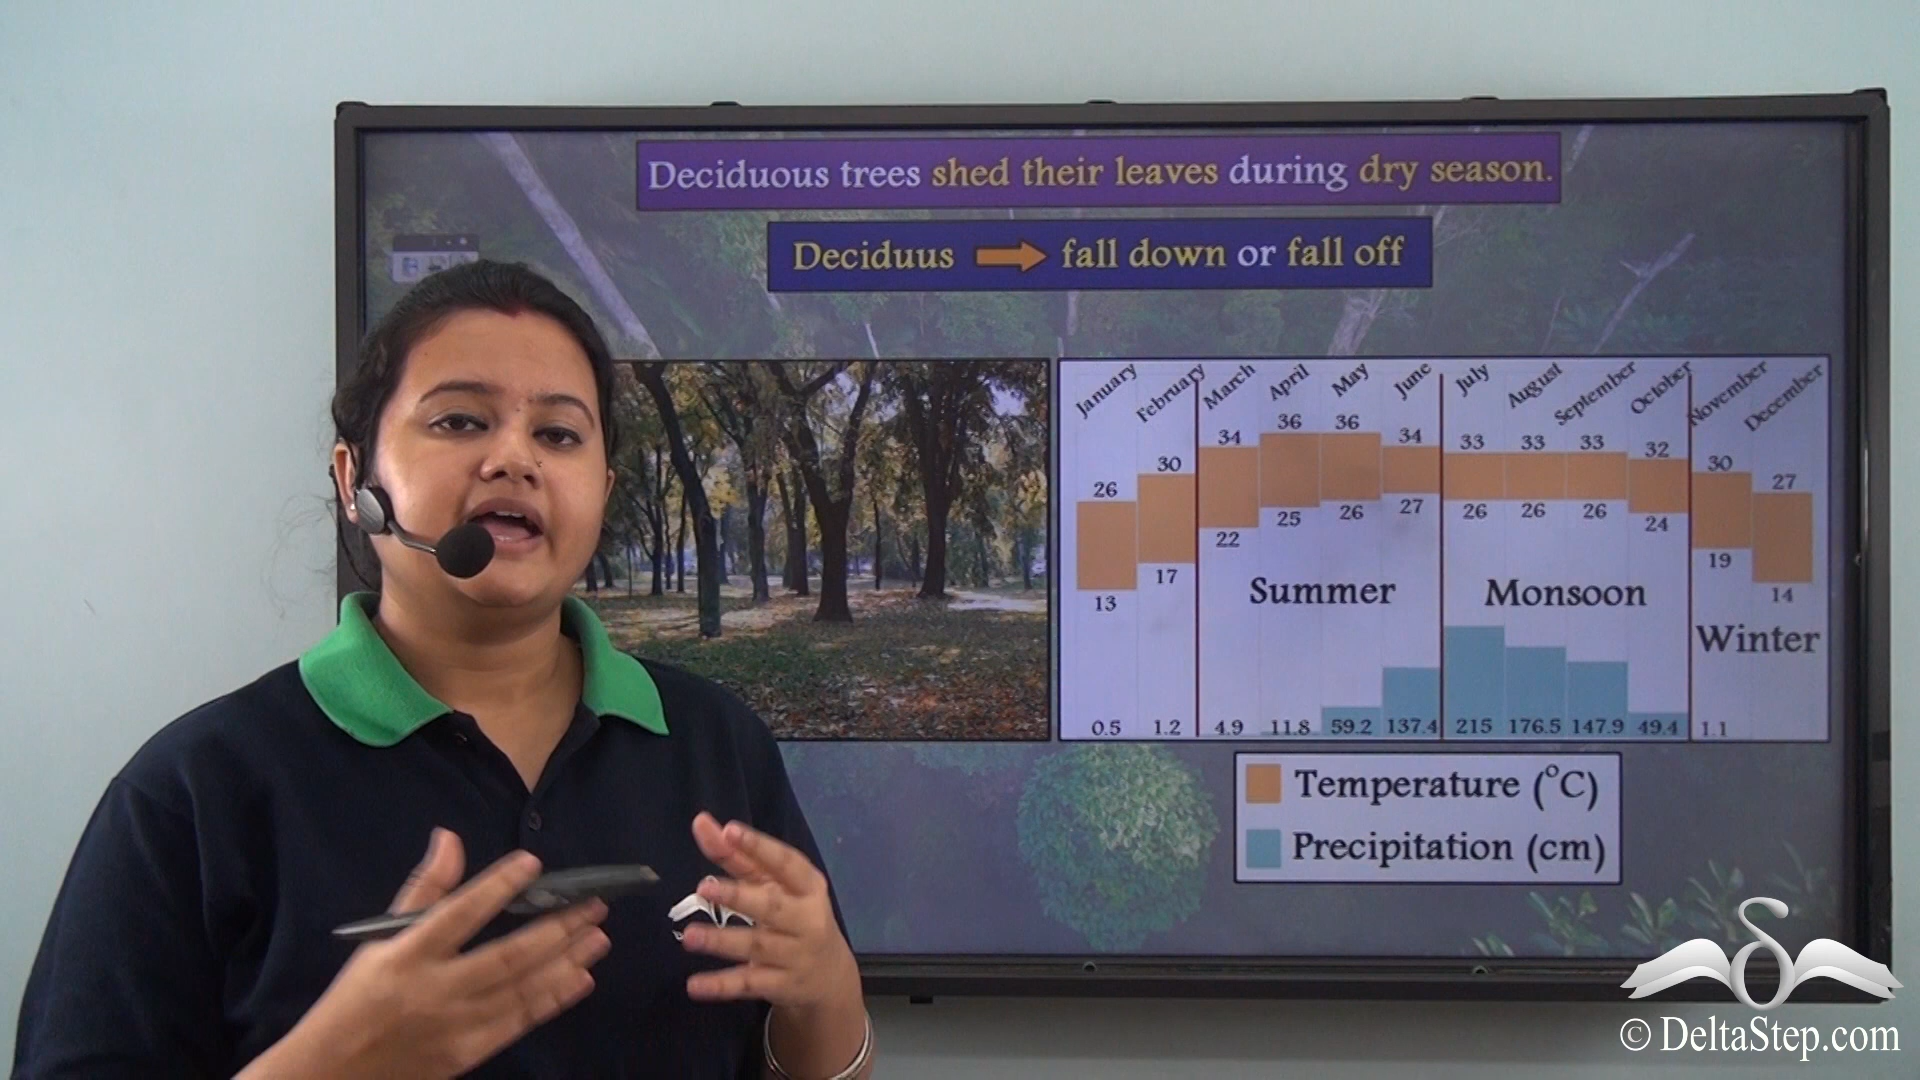 Deciduous trees shed their leaves during dry season.
Deciduus fall down or fall off
January February March April May June July August September October November December
26 30 34 36 36 34 33 33 33 32 30 27
13 17 22 25 26 27 26 26 26 24 19 14
Summer Monsoon Winter
0.5 1.2 4.9 11.8 59.2 137.4 215 176.5 147.9 49.4 1.1
Temperature (°C)
Precipitation (cm)
© DeltaStep.com